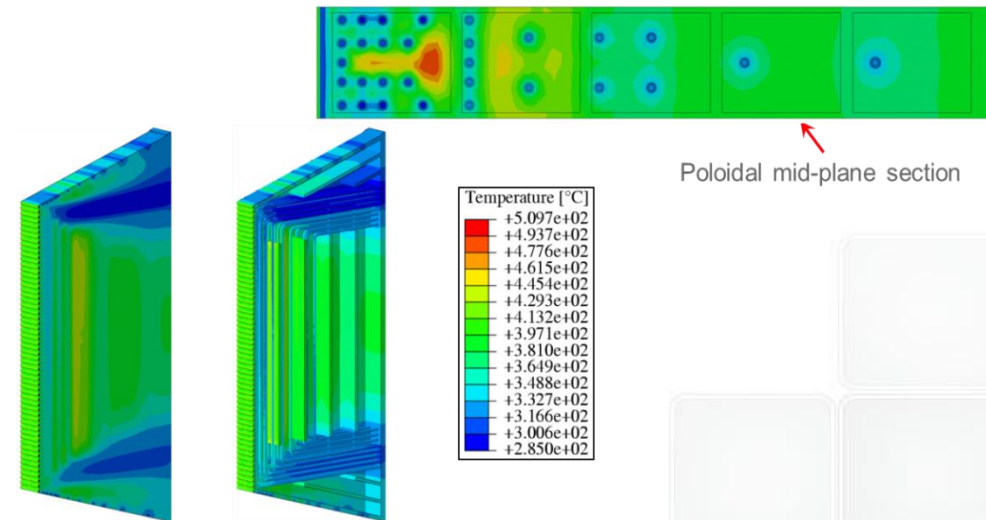 Poloidal mid-plane section
Temperature [°C]
+5.097e+02
+4.937e+02
+4.776e+02
+4.615e+02
+4.454e+02
+4.293e+02
+4.132e+02
+3.971e+02
+3.810e+02
+3.649e+02
+3.488e+02
+3.327e+02
+3.166e+02
+3.006e+02
+2.850e+02